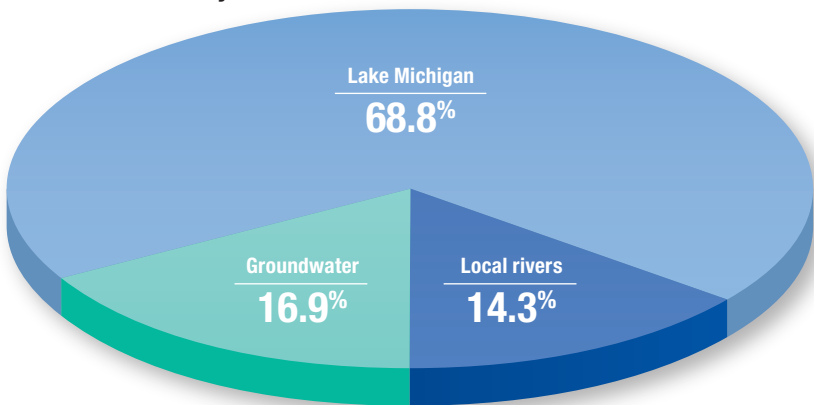 Lake Michigan
68.8%
Groundwater
16.9%
Local rivers
14.3%